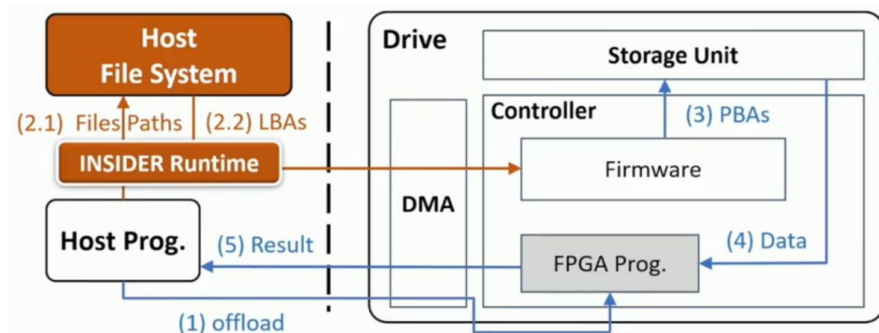 Host
File System
(2.1) Files Paths (2.2) LBAs
INSIDER Runtime
Host Prog.
(5) Result
(1) offload
Drive
Storage Unit
Controller
(3) PBAs
Firmware
DMA
(4) Data
FPGA Prog.